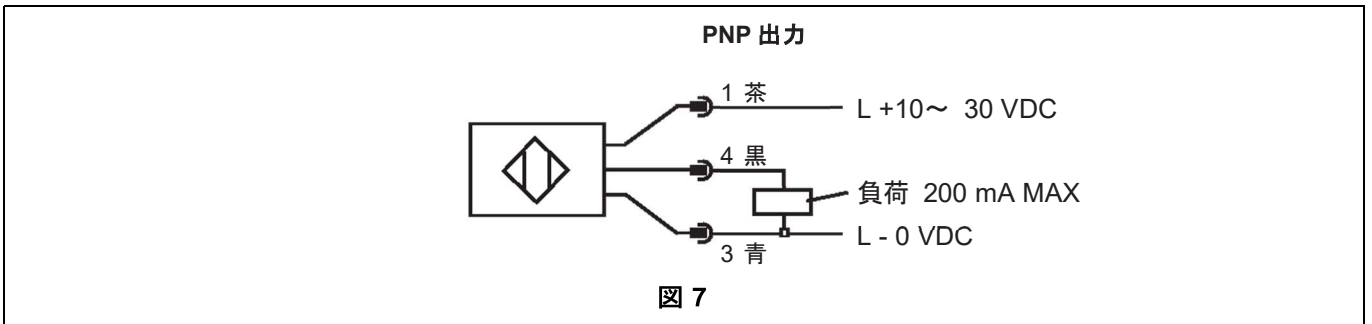 PNP 出力
1 茶
L +10～ 30 VDC
4 黒
負荷 200 mA MAX
L - 0 VDC
3 青
図 7